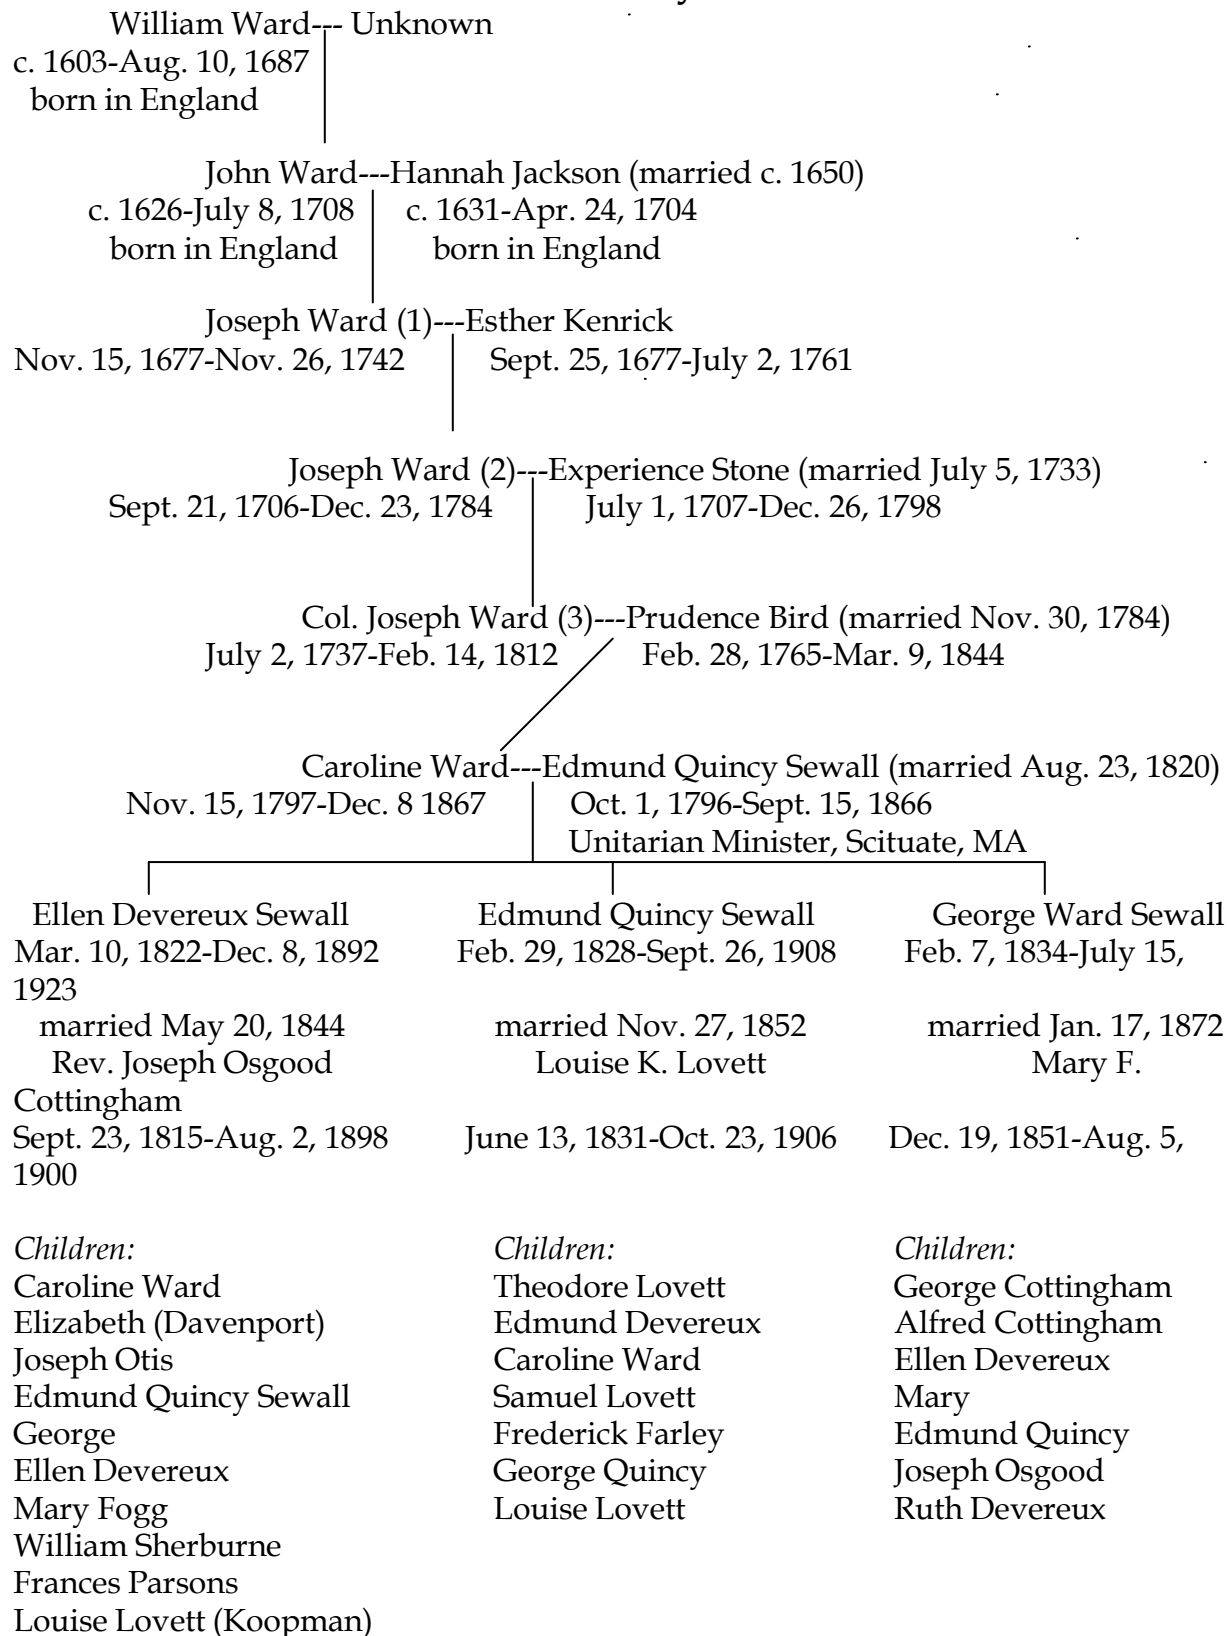 William Ward--- Unknown
c. 1603-Aug. 10, 1687
born in England
John Ward---Hannah Jackson (married c. 1650)
c. 1626-July 8, 1708 c. 1631-Apr. 24, 1704
born in England born in England
Joseph Ward (1)---Esther Kenrick
Nov. 15, 1677-Nov. 26, 1742 Sept. 25, 1677-July 2, 1761
Joseph Ward (2)---Experience Stone (married July 5, 1733)
Sept. 21, 1706-Dec. 23, 1784 July 1, 1707-Dec. 26, 1798
Col. Joseph Ward (3)---Prudence Bird (married Nov. 30, 1784)
July 2, 1737-Feb. 14, 1812 Feb. 28, 1765-Mar. 9, 1844
Caroline Ward---Edmund Quincy Sewall (married Aug. 23, 1820)
Nov. 15, 1797-Dec. 8 1867 Oct. 1, 1796-Sept. 15, 1866
Unitarian Minister, Scituate, MA
Ellen Devereux Sewall Edmund Quincy Sewall George Ward Sewall
Mar. 10, 1822-Dec. 8, 1892 Feb. 29, 1828-Sept. 26, 1908 Feb. 7, 1834-July 15,
1923
married May 20, 1844 married Nov. 27, 1852 married Jan. 17, 1872
Rev. Joseph Osgood Louise K. Lovett Mary F.
Cottingham
Sept. 23, 1815-Aug. 2, 1898 June 13, 1831-Oct. 23, 1906 Dec. 19, 1851-Aug. 5,
1900
Children: Children: Children:
Caroline Ward Theodore Lovett George Cottingham
Elizabeth (Davenport) Edmund Devereux Alfred Cottingham
Joseph Otis Caroline Ward Ellen Devereux
Edmund Quincy Sewall Samuel Lovett Mary
George Frederick Farley Edmund Quincy
Ellen Devereux George Quincy Joseph Osgood
Mary Fogg Louise Lovett Ruth Devereux
William Sherburne
Frances Parsons
Louise Lovett (Koopman)